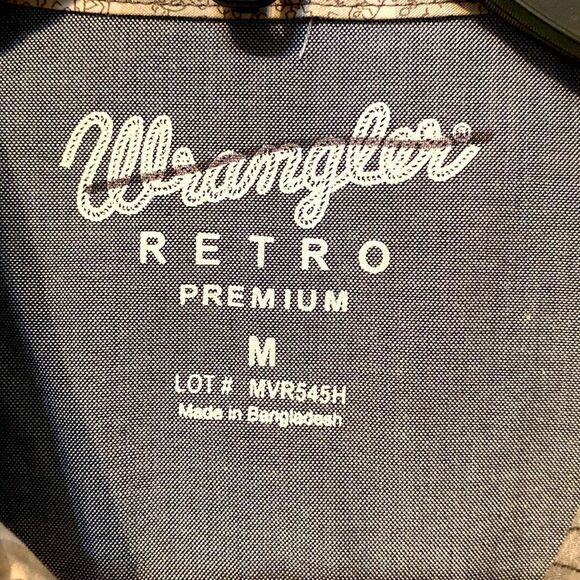 Wrangler®
RETRO
PREMIUM
M
LOT # MVR545H
Made in Bangladesh